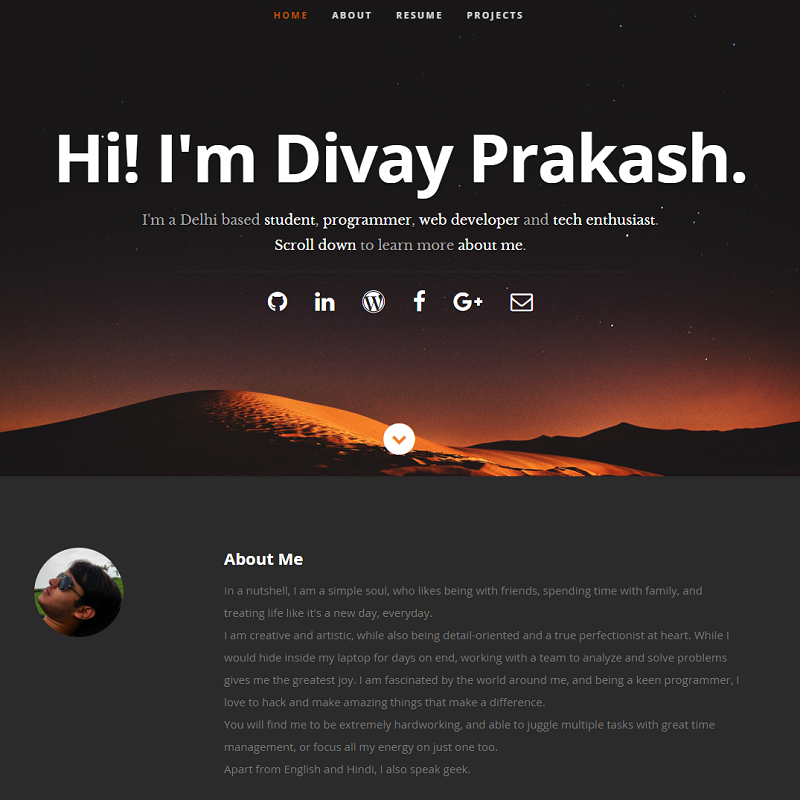 HOME ABOUT RESUME PROJECTS
Hi! I'm Divay Prakash.
I'm a Delhi based student, programmer, web developer and tech enthusiast.
Scroll down to learn more about me.
About Me
In a nutshell, I am a simple soul, who likes being with friends, spending time with family, and
treating life like it's a new day, everyday.
I am creative and artistic, while also being detail-oriented and a true perfectionist at heart. While I
would hide inside my laptop for days on end, working with a team to analyze and solve problems
gives me the greatest joy. I am fascinated by the world around me, and being a keen programmer, I
love to hack and make amazing things that make a difference.
You will find me to be extremely hardworking, and able to juggle multiple tasks with great time
management, or focus all my energy on just one too.
Apart from English and Hindi, I also speak geek.